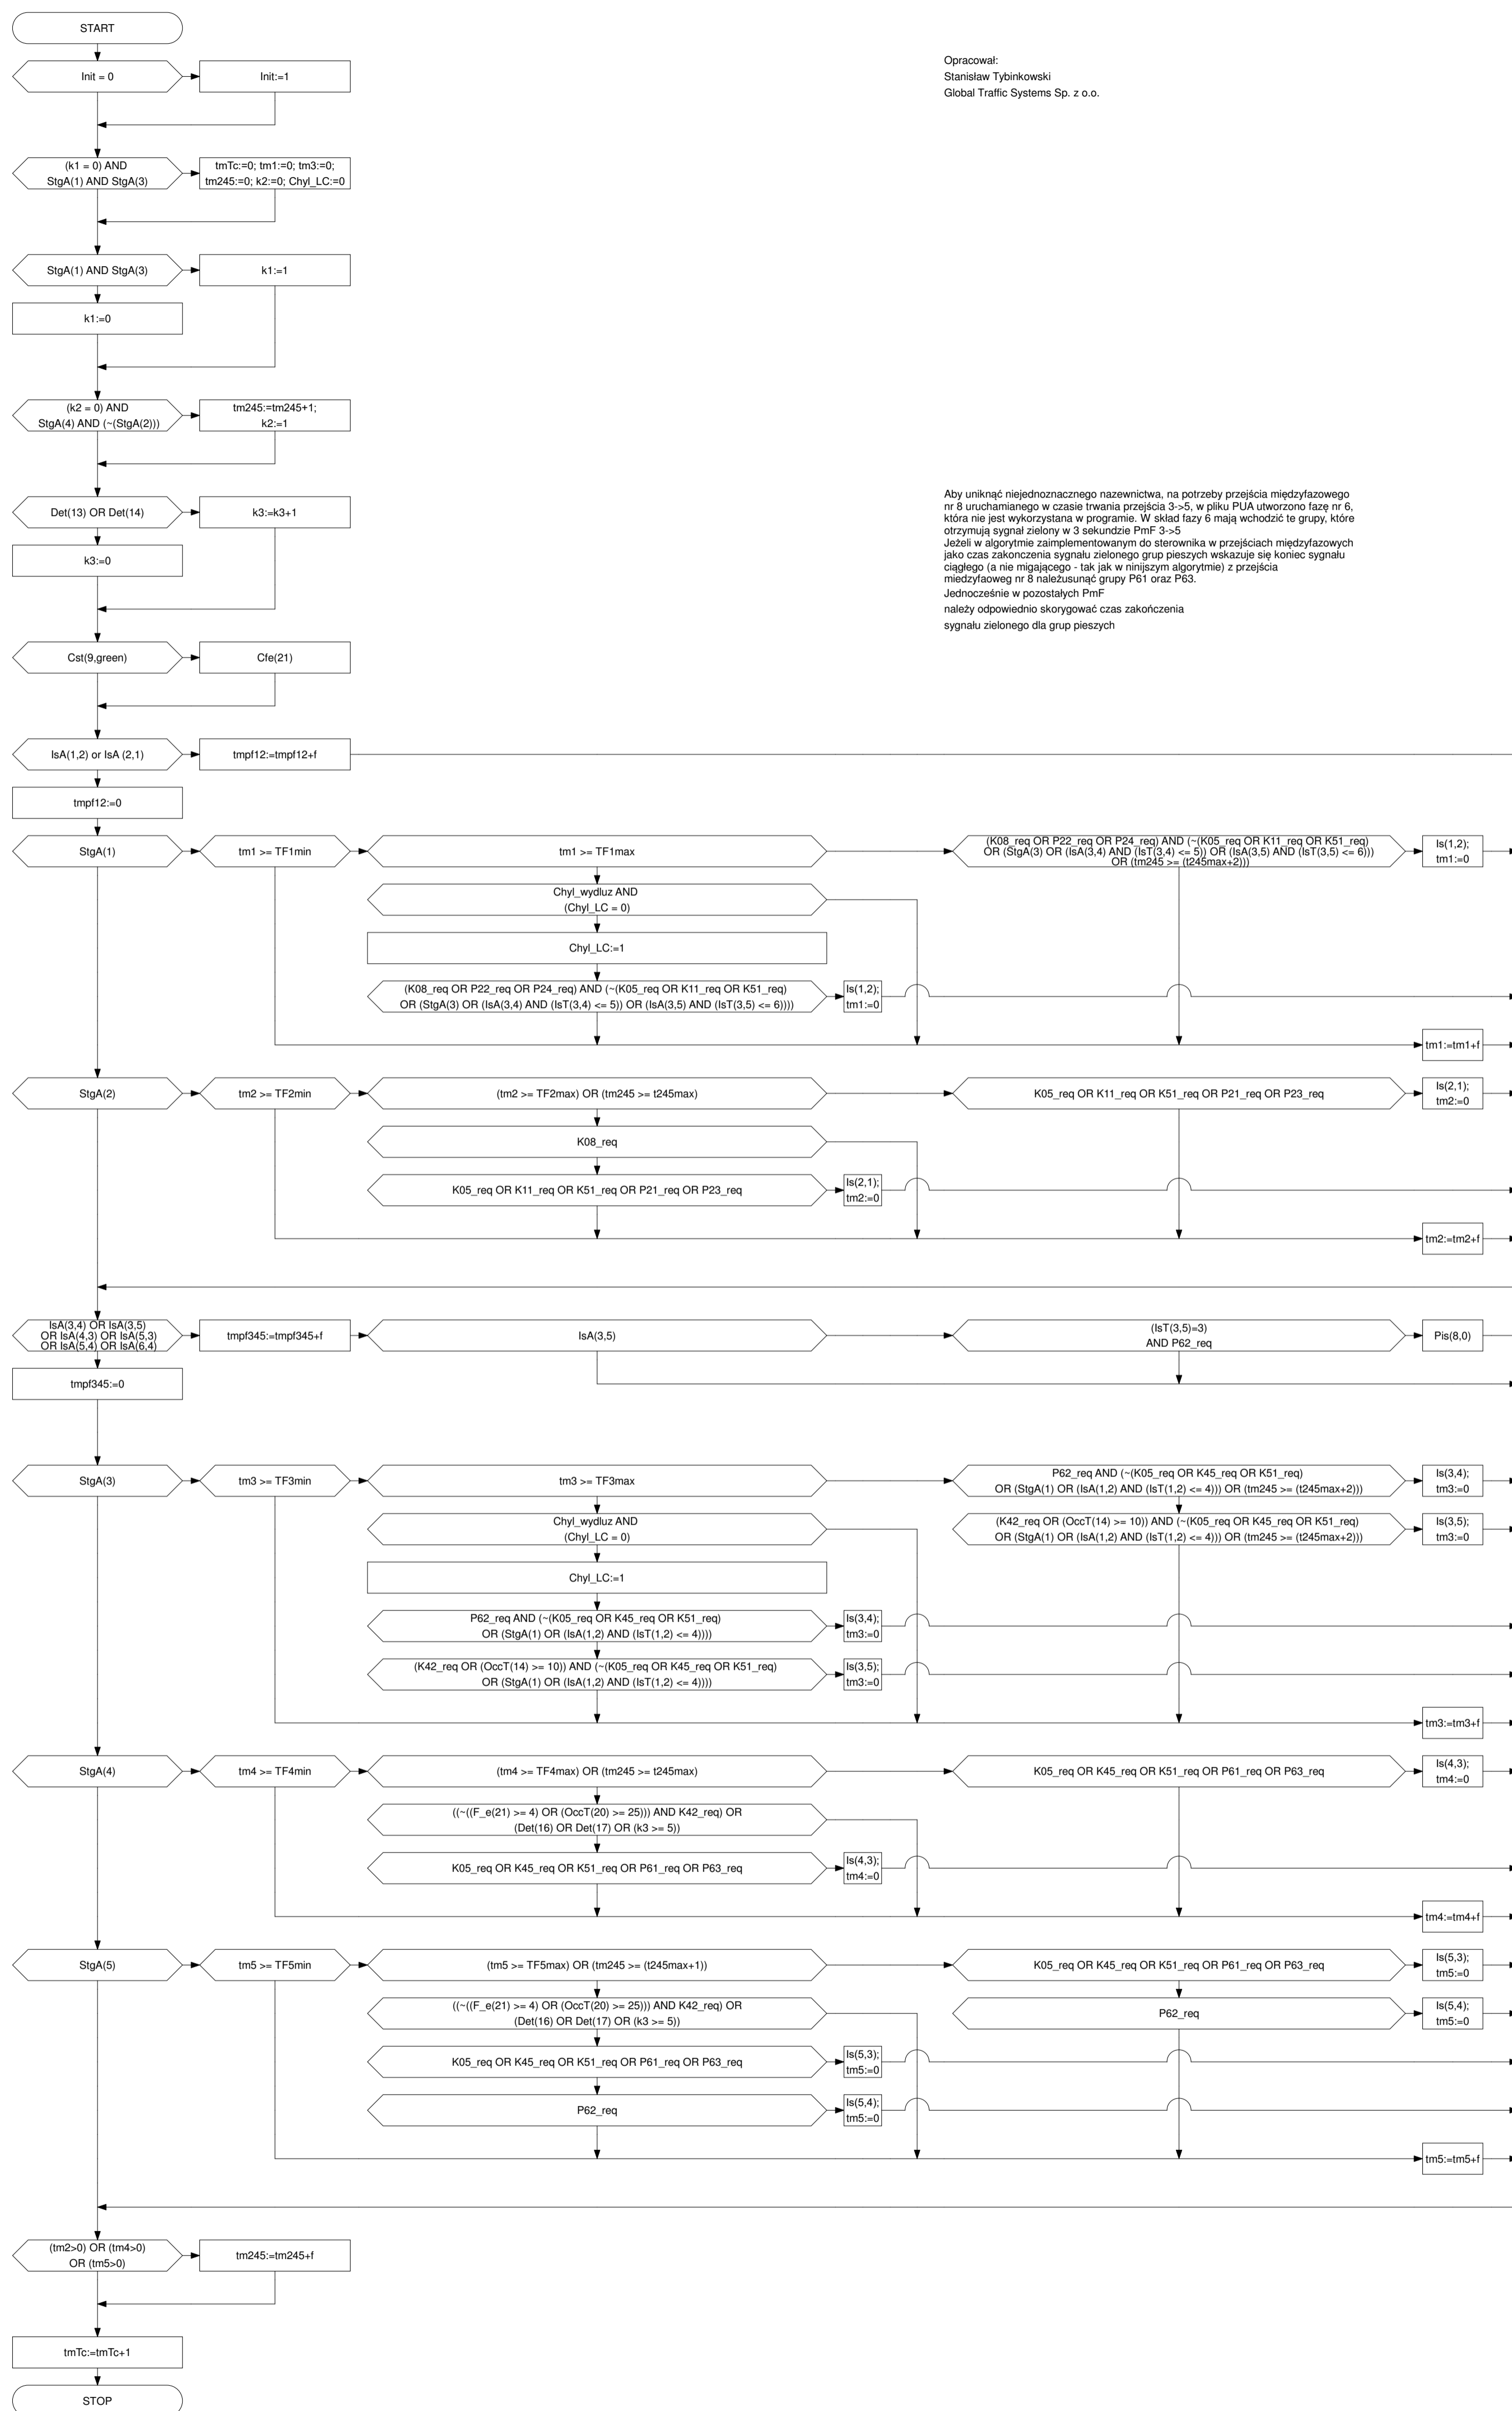 START
Init = 0
Init:=1
Opracował:
Stanisław Tybinkowski
Global Traffic Systems Sp. z o.o.
(k1 = 0) AND
StgA(1) AND StgA(3)
tmTc:=0; tm1:=0; tm3:=0;
tm245:=0; k2:=0; Chyl_LC:=0
StgA(1) AND StgA(3)
k1:=1
k1:=0
(k2 = 0) AND
StgA(4) AND (~(StgA(2)))
tm245:=tm245+1;
k2:=1
Det(13) OR Det(14)
k3:=k3+1
k3:=0
Aby uniknąć niejednoznacznego nazewnictwa, na potrzeby przejścia międzyfazowego
nr 8 uruchamianego w czasie trwania przejścia 3->5, w pliku PUA utworzono fazę nr 6,
która nie jest wykorzystana w programie. W skład fazy 6 mają wchodzić te grupy, które
otrzymują sygnał zielony w 3 sekundzie PmF 3->5
Jeżeli w algorytmie zaimplementowanym do sterownika w przejściach międzyfazowych
jako czas zakonczenia sygnału zielonego grup pieszych wskazuje się koniec sygnału
ciągłego (a nie migającego - tak jak w ninijszym algorytmie) z przejścia
miedzyfaoweg nr 8 należusunąć grupy P61 oraz P63.
Jednocześnie w pozostałych PmF
należy odpowiednio skorygować czas zakończenia
sygnału zielonego dla grup pieszych
Cst(9,green)
Cfe(21)
IsA(1,2) or IsA (2,1)
tmpf12:=tmpf12+f
tmpf12:=0
StgA(1)
tm1 >= TF1min
tm1 >= TF1max
(K08_req OR P22_req OR P24_req) AND (~(K05_req OR K11_req OR K51_req)
OR (StgA(3) OR (IsA(3,4) AND (IsT(3,4) <= 5)) OR (IsA(3,5) AND (IsT(3,5) <= 6)))
OR (tm245 >= (t245max+2)))
Is(1,2);
tm1:=0
Chyl_wydluz AND
(Chyl_LC = 0)
Chyl_LC:=1
(K08_req OR P22_req OR P24_req) AND (~(K05_req OR K11_req OR K51_req)
OR (StgA(3) OR (IsA(3,4) AND (IsT(3,4) <= 5)) OR (IsA(3,5) AND (IsT(3,5) <= 6))))
Is(1,2);
tm1:=0
tm1:=tm1+f
StgA(2)
tm2 >= TF2min
(tm2 >= TF2max) OR (tm245 >= t245max)
K05_req OR K11_req OR K51_req OR P21_req OR P23_req
Is(2,1);
tm2:=0
K08_req
K05_req OR K11_req OR K51_req OR P21_req OR P23_req
Is(2,1);
tm2:=0
tm2:=tm2+f
IsA(3,4) OR IsA(3,5)
OR IsA(4,3) OR IsA(5,3)
OR IsA(5,4) OR IsA(6,4)
tmpf345:=tmpf345+f
IsA(3,5)
(IsT(3,5)=3)
AND P62_req
Pis(8,0)
tmpf345:=0
StgA(3)
tm3 >= TF3min
tm3 >= TF3max
P62_req AND (~(K05_req OR K45_req OR K51_req)
OR (StgA(1) OR (IsA(1,2) AND (IsT(1,2) <= 4))) OR (tm245 >= (t245max+2)))
Is(3,4);
tm3:=0
Chyl_wydluz AND
(Chyl_LC = 0)
(K42_req OR (OccT(14) >= 10)) AND (~(K05_req OR K45_req OR K51_req)
OR (StgA(1) OR (IsA(1,2) AND (IsT(1,2) <= 4))) OR (tm245 >= (t245max+2)))
Is(3,5);
tm3:=0
Chyl_LC:=1
P62_req AND (~(K05_req OR K45_req OR K51_req)
OR (StgA(1) OR (IsA(1,2) AND (IsT(1,2) <= 4))))
Is(3,4);
tm3:=0
(K42_req OR (OccT(14) >= 10)) AND (~(K05_req OR K45_req OR K51_req)
OR (StgA(1) OR (IsA(1,2) AND (IsT(1,2) <= 4))))
Is(3,5);
tm3:=0
tm3:=tm3+f
StgA(4)
tm4 >= TF4min
(tm4 >= TF4max) OR (tm245 >= t245max)
K05_req OR K45_req OR K51_req OR P61_req OR P63_req
Is(4,3);
tm4:=0
((~((F_e(21) >= 4) OR (OccT(20) >= 25))) AND K42_req) OR
(Det(16) OR Det(17) OR (k3 >= 5))
K05_req OR K45_req OR K51_req OR P61_req OR P63_req
Is(4,3);
tm4:=0
tm4:=tm4+f
StgA(5)
tm5 >= TF5min
(tm5 >= TF5max) OR (tm245 >= (t245max+1))
K05_req OR K45_req OR K51_req OR P61_req OR P63_req
Is(5,3);
tm5:=0
((~((F_e(21) >= 4) OR (OccT(20) >= 25))) AND K42_req) OR
(Det(16) OR Det(17) OR (k3 >= 5))
P62_req
Is(5,4);
tm5:=0
K05_req OR K45_req OR K51_req OR P61_req OR P63_req
Is(5,3);
tm5:=0
P62_req
Is(5,4);
tm5:=0
tm5:=tm5+f
(tm2>0) OR (tm4>0)
OR (tm5>0)
tm245:=tm245+f
tmTc:=tmTc+1
STOP